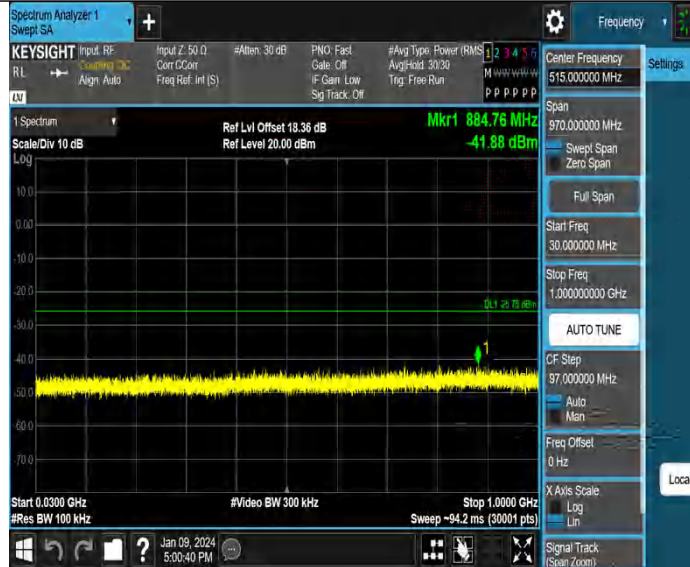 Spectrum Analyzer 1
Swept SA
Frequency
KEYSIGHT
RL
Input: RF
Coupling: DC
Align: Auto
Input Z: 50 Ω
Corr CCorr
Freq Ref: Int (S)
#Atten: 30 dB
PNO: Fast
Gate: Off
IF Gain: Low
Sig Track: Off
#Avg Type: Power (RMS
Avg|Hold: 30/30
Trig: Free Run
1 2 3 4 5 6
M W W W W W
P P P P P P
LXI
Center Frequency
515.000000 MHz
Settings
Span
970.000000 MHz
Swept Span
Zero Span
Full Span
Start Freq
30.000000 MHz
Stop Freq
1.000000000 GHz
AUTO TUNE
CF Step
97.000000 MHz
Auto
Man
Freq Offset
0 Hz
X Axis Scale
Log
Lin
Signal Track
(Span Zoom)
Loca
1 Spectrum
Scale/Div 10 dB
Ref Lvl Offset 18.36 dB
Ref Level 20.00 dBm
Mkr1 884.76 MHz
-41.88 dBm
Log
10.0
0.00
-10.0
-20.0
DL1 -25.78 dBm
-30.0
1
-40.0
-50.0
-60.0
-70.0
Start 0.0300 GHz
#Video BW 300 kHz
Stop 1.0000 GHz
#Res BW 100 kHz
Sweep ~94.2 ms (30001 pts)
?
Jan 09, 2024
5:00:40 PM